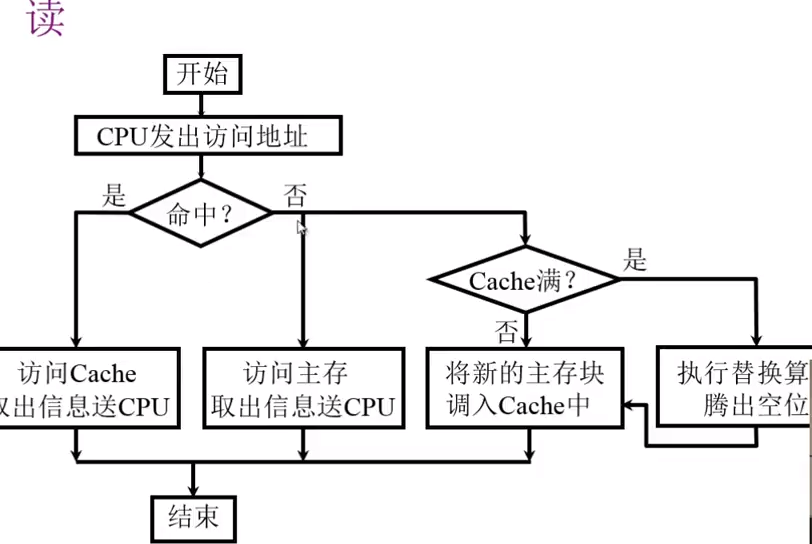 读
开始
CPU发出访问地址
是
否
命中?
Cache满?
是
否
访问Cache
取出信息送CPU
访问主存
取出信息送CPU
将新的主存块
调入Cache中
执行替换算
腾出空位
结束